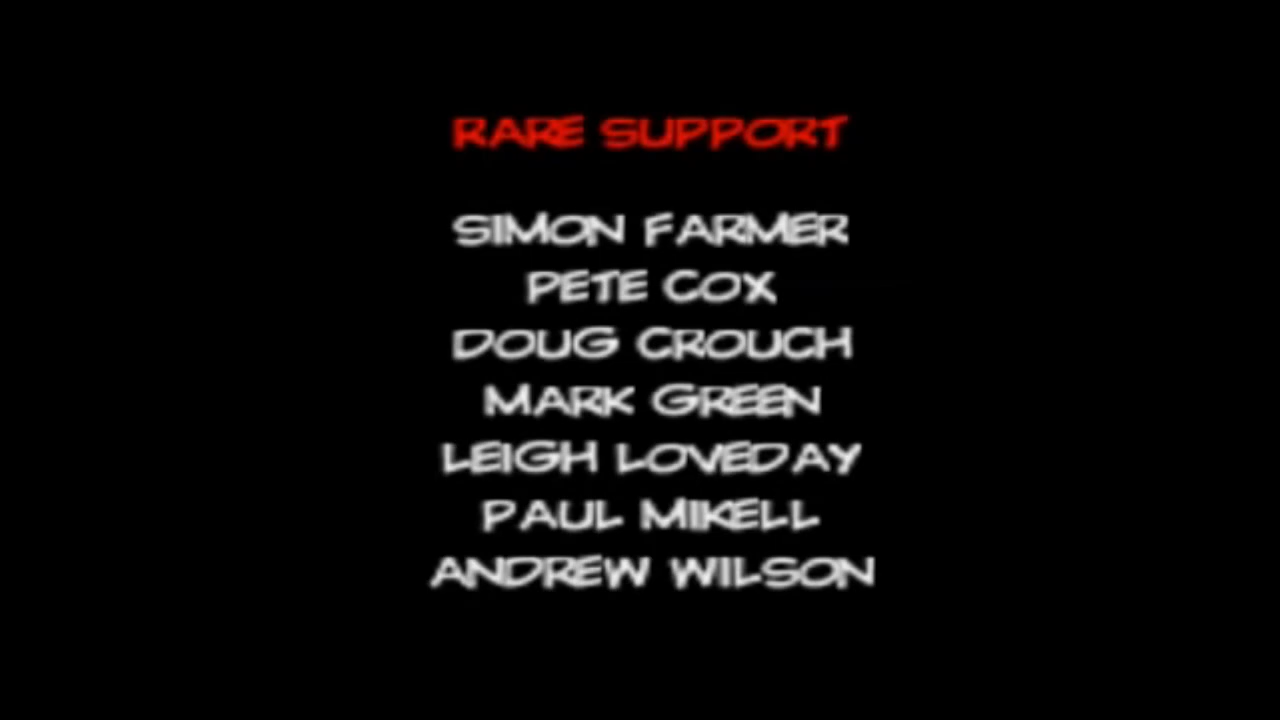 RARE SUPPORT
SIMON FARMER
PETE COX
DOUG CROUCH
MARK GREEN
LEIGH LOVEDAY
PAUL MIKELL
ANDREW WILSON